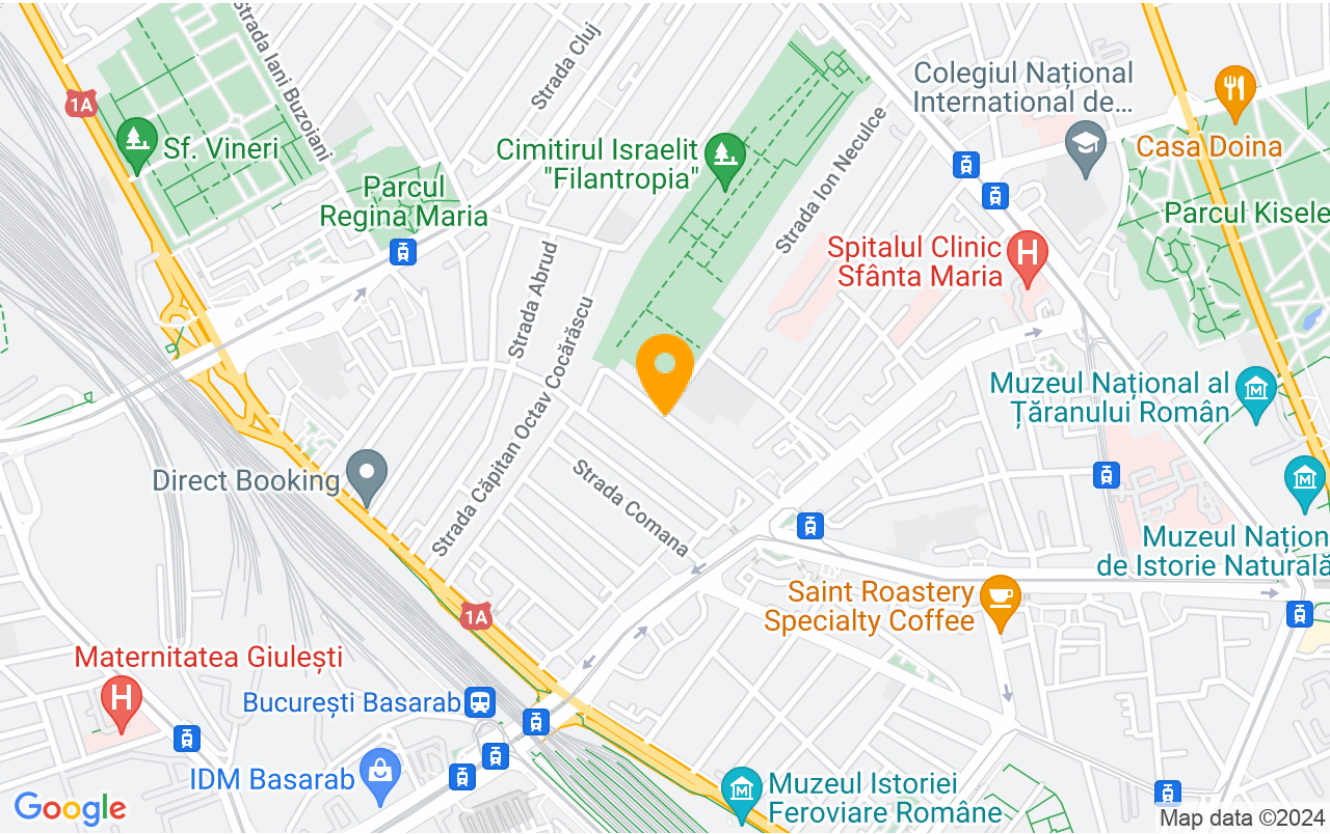 Strada Iani Buzoiani
Strada Cluj
1A
Sf. Vineri
Cimitirul Israelit
"Filantropia"
Strada Ion Neculce
Colegiul Național
International de...
Casa Doina
Parcul
Regina Maria
Parcul Kisele
Spitalul Clinic
Sfânta Maria
H
Strada Abrud
Strada Căpitan Octav Cocărăscu
Muzeul Național al
Țăranului Român
Direct Booking
Strada Comana
Muzeul Națion
de Istorie Naturală
Saint Roastery
Specialty Coffee
1A
Maternitatea Giulești
H
București Basarab
IDM Basarab
Muzeul Istoriei
Feroviare Române
Google
Map data ©2024